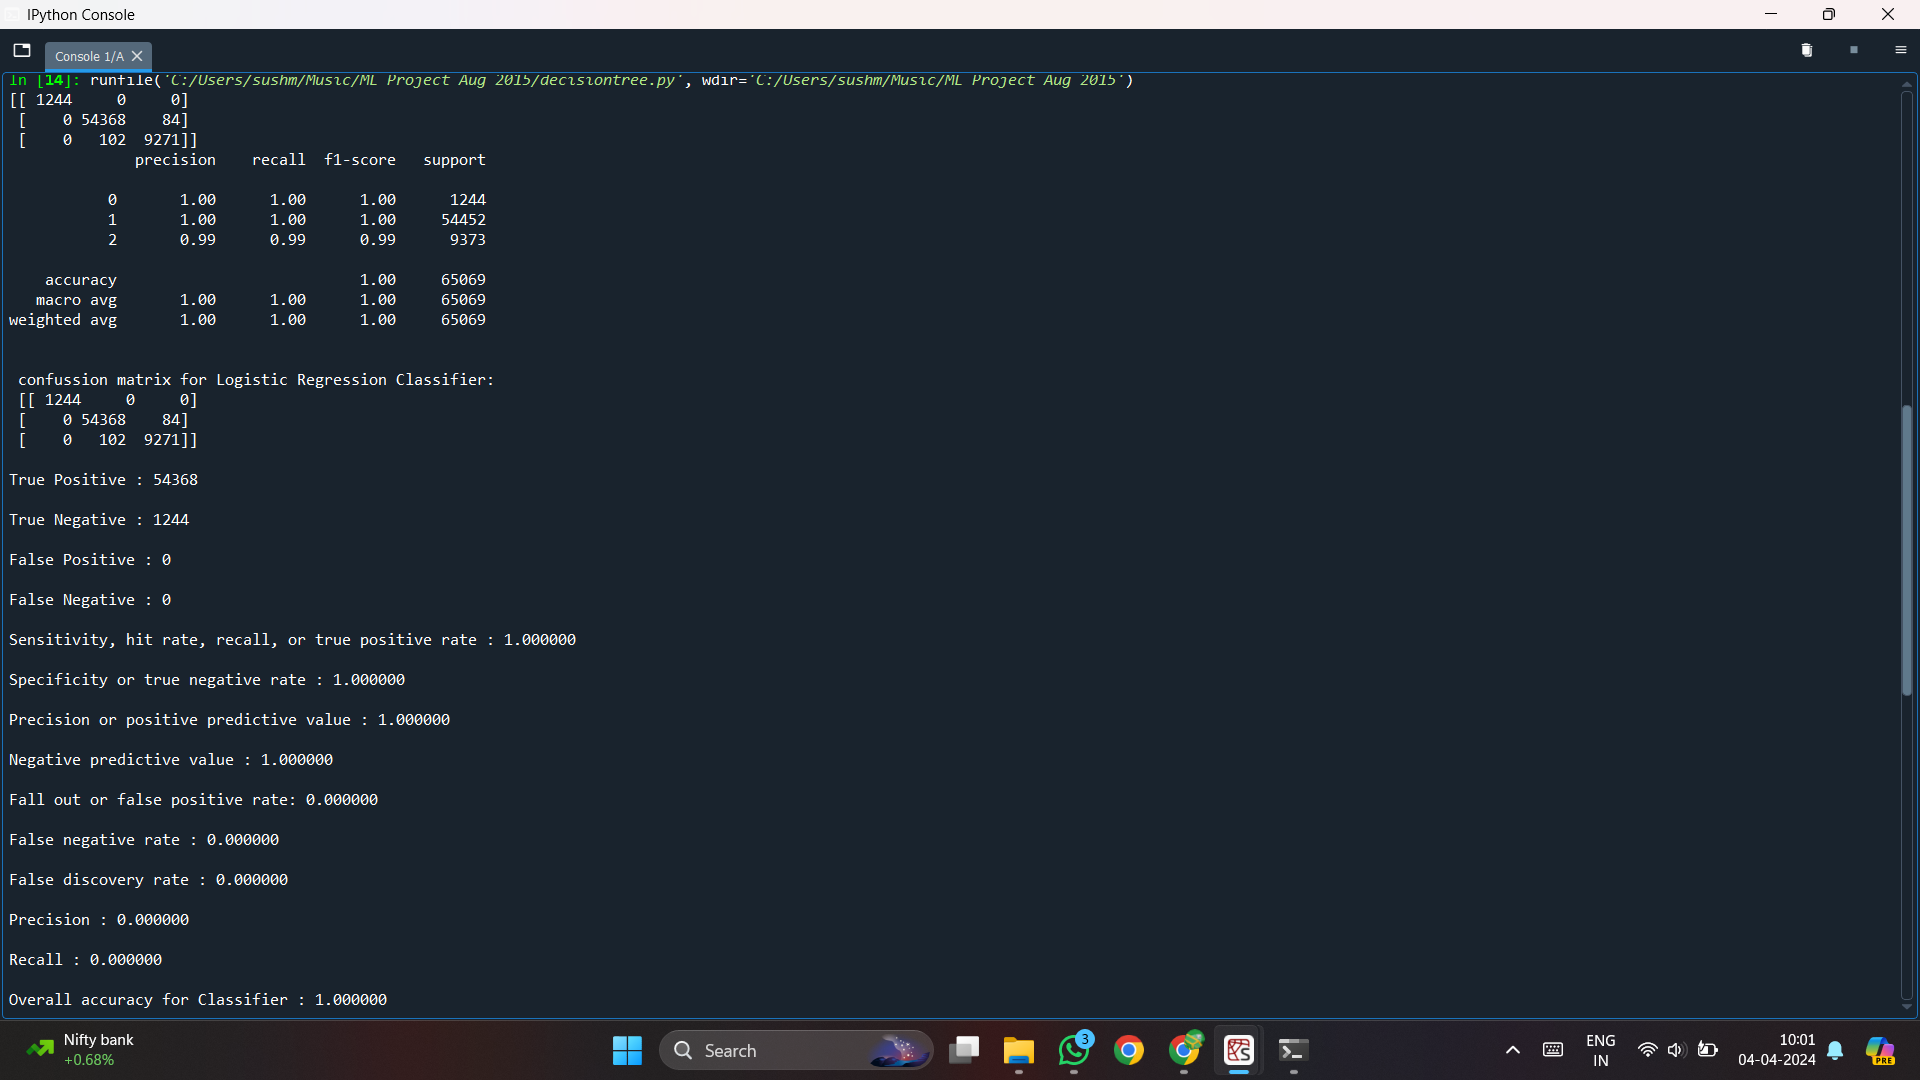 IPython Console
Console 1/A
In [14]: runfile('C:/Users/sushm/Music/ML Project Aug 2015/decisiontree.py', wdir='C:/Users/sushm/Music/ML Project Aug 2015')
[[ 1244     0     0]
 [    0 54368    84]
 [    0   102  9271]]
              precision    recall  f1-score   support
           0       1.00      1.00      1.00      1244
           1       1.00      1.00      1.00     54452
           2       0.99      0.99      0.99      9373
    accuracy                           1.00     65069
   macro avg       1.00      1.00      1.00     65069
weighted avg       1.00      1.00      1.00     65069
 confussion matrix for Logistic Regression Classifier:
 [[ 1244     0     0]
 [    0 54368    84]
 [    0   102  9271]]
True Positive : 54368
True Negative : 1244
False Positive : 0
False Negative : 0
Sensitivity, hit rate, recall, or true positive rate : 1.000000
Specificity or true negative rate : 1.000000
Precision or positive predictive value : 1.000000
Negative predictive value : 1.000000
Fall out or false positive rate: 0.000000
False negative rate : 0.000000
False discovery rate : 0.000000
Precision : 0.000000
Recall : 0.000000
Overall accuracy for Classifier : 1.000000
Nifty bank
+0.68%
Search
3
ENG
IN
10:01
04-04-2024
PRE